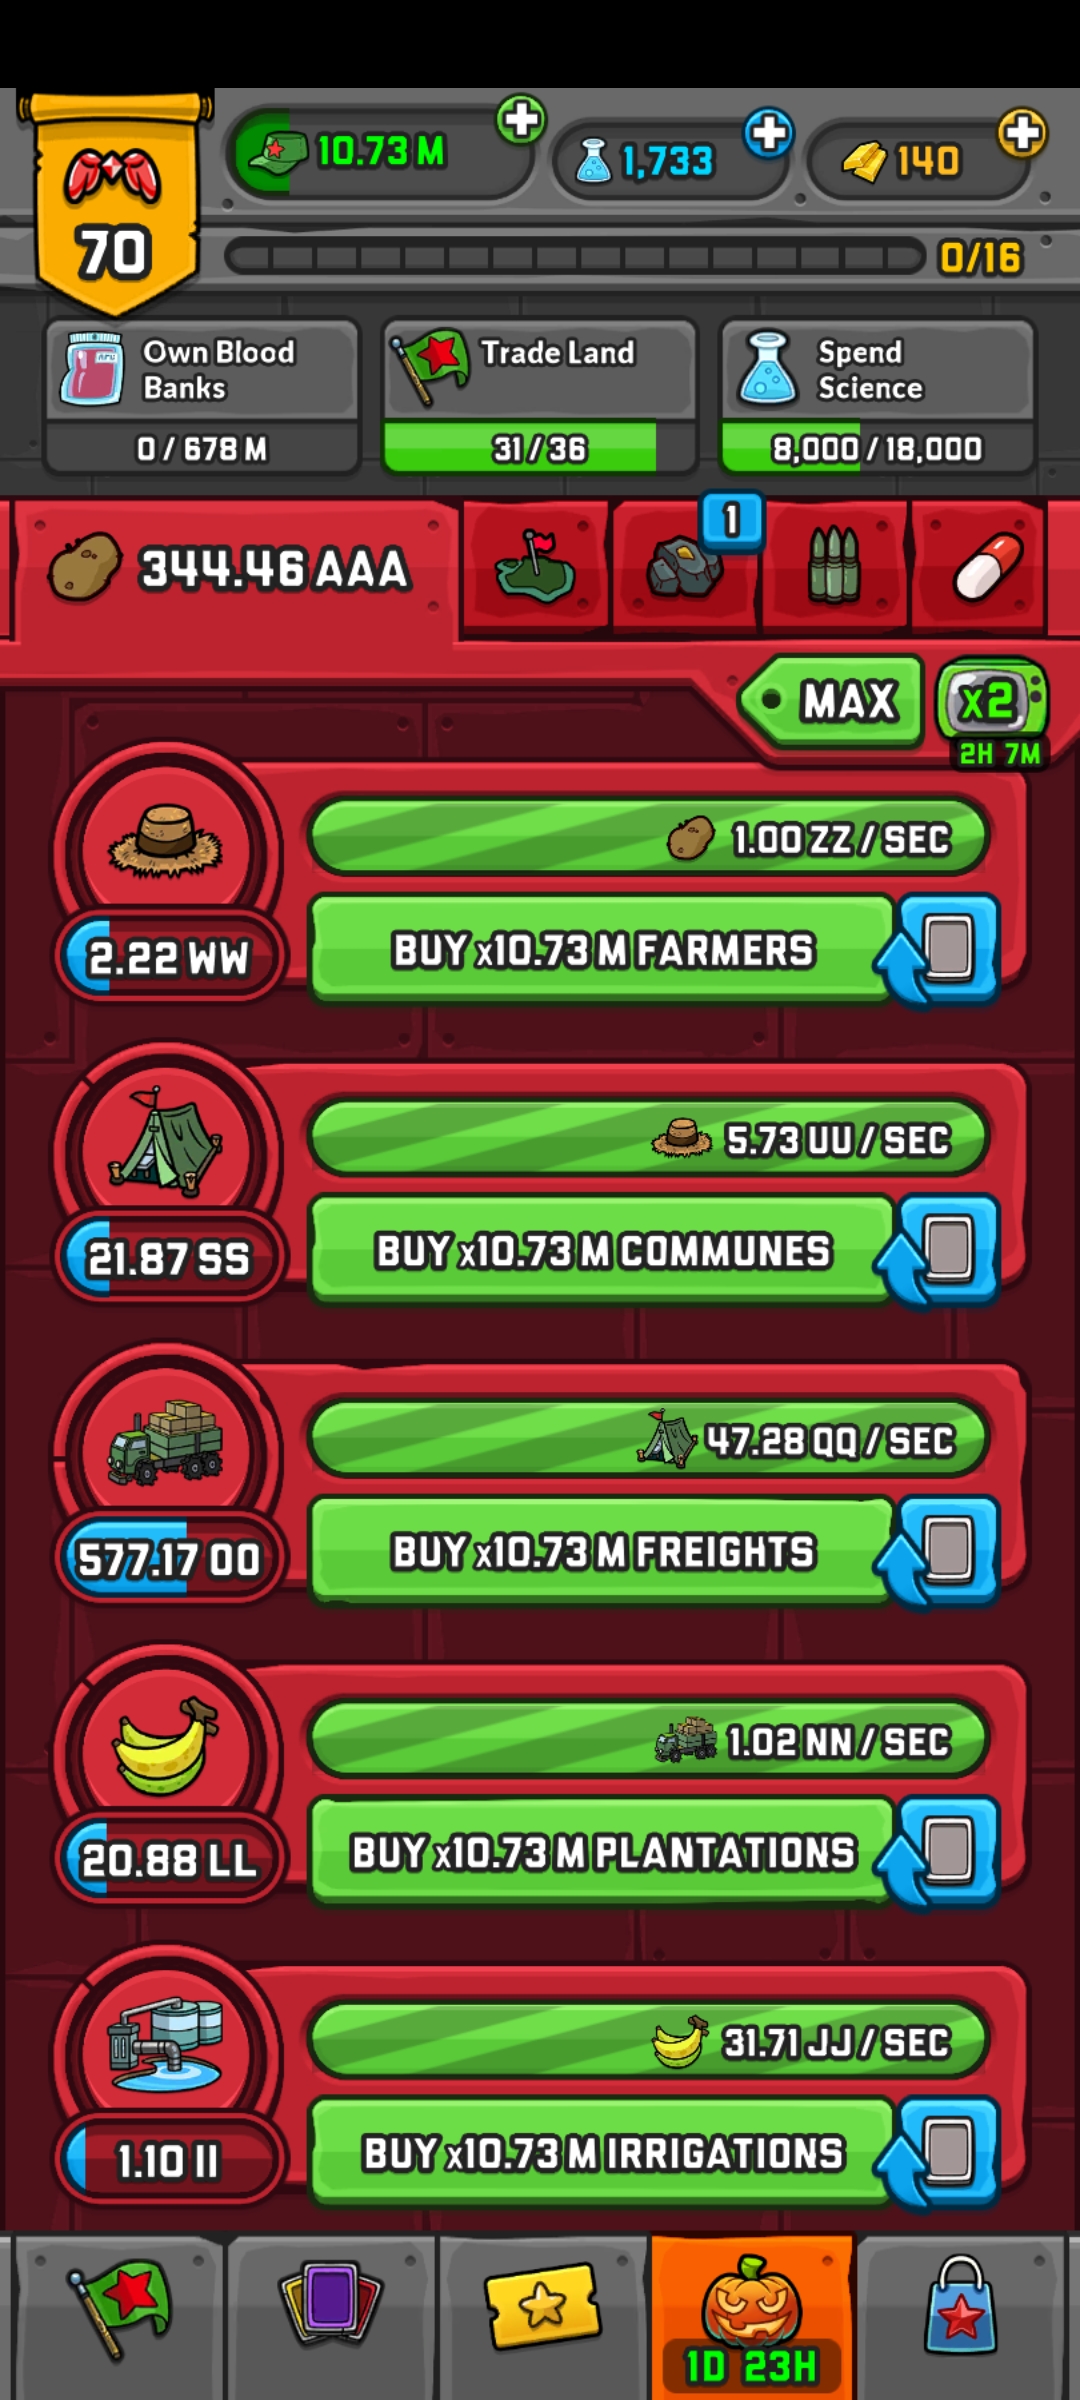 10.73 M
1,733
140
70
0/16
Own Blood Banks
0 / 678 M
Trade Land
31 / 36
Spend Science
8,000 / 18,000
344.46 AAA
1
MAX
x2
2H 7M
1.00 ZZ / SEC
2.22 WW
BUY x10.73 M FARMERS
5.73 UU / SEC
21.87 SS
BUY x10.73 M COMMUNES
47.28 QQ / SEC
577.17 OO
BUY x10.73 M FREIGHTS
1.02 NN / SEC
20.88 LL
BUY x10.73 M PLANTATIONS
31.71 JJ / SEC
1.10 II
BUY x10.73 M IRRIGATIONS
1D 23H